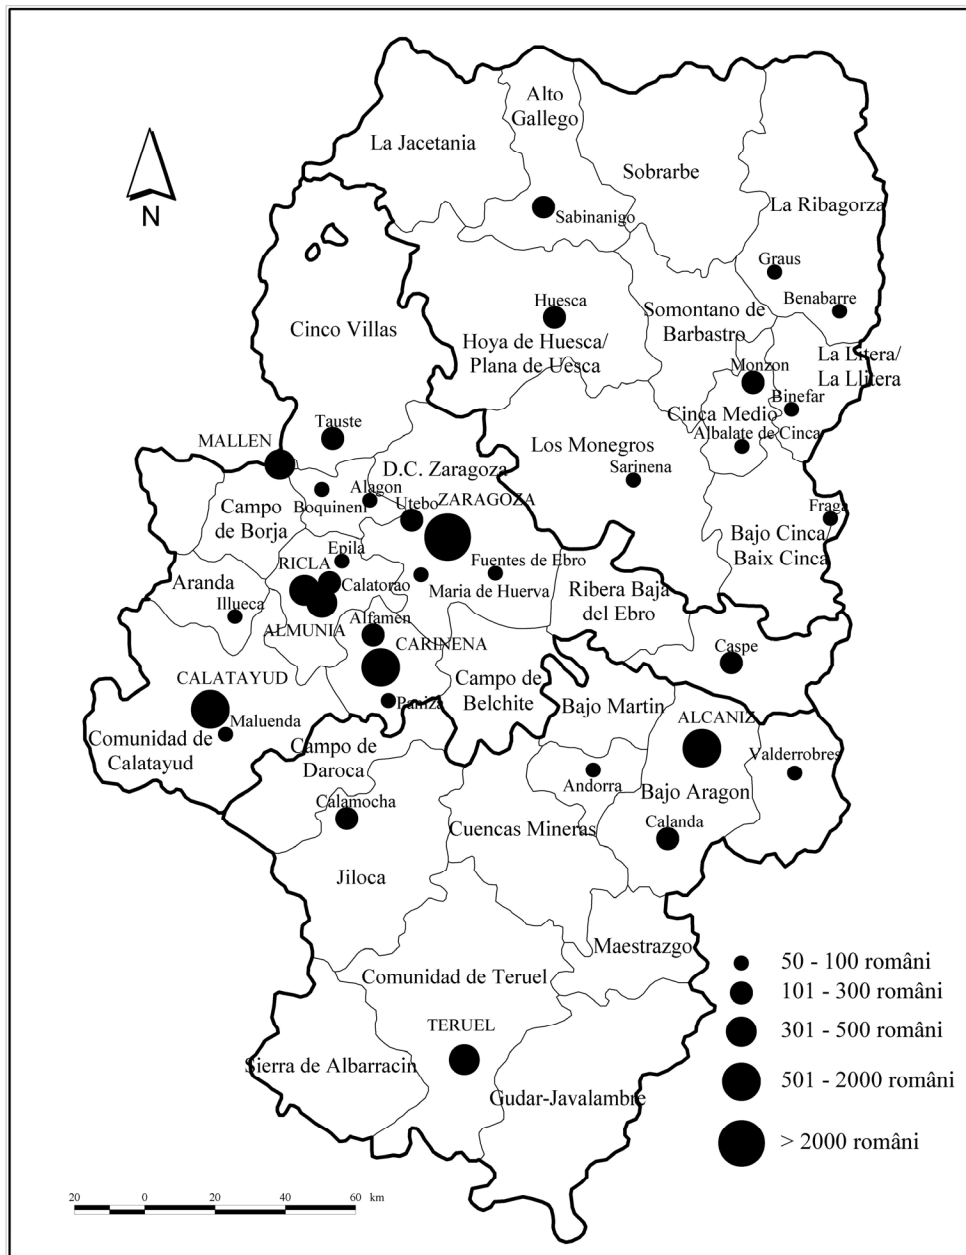 Alto
Gallego
La Jacetania
Sobrarbe
N
La Ribagorza
Sabinanigo
Graus
Benabarre
Huesca
Somontano de
Barbastro
Cinco Villas
Hoya de Huesca/
Plana de Uesca
La Litera/
La Llitera
Monzon
Binefar
Cinca Medio
Albalate de Cinca
Tauste
MALLEN
Los Monegros
Sarinena
D.C. Zaragoza
Alagon
Boquineni
Utebo
ZARAGOZA
Campo
de Borja
Fraga
Bajo Cinca/
Baix Cinca
Epila
RICLA
Calatorao
Fuentes de Ebro
Maria de Huerva
Aranda
Illueca
Ribera Baja
del Ebro
ALMUNIA
Alfamen
CARINENA
Caspe
CALATAYUD
Paniza
Campo de
Belchite
Maluenda
Comunidad de
Calatayud
Bajo Martin
ALCANIZ
Campo de
Daroca
Valderrobres
Andorra
Bajo Aragon
Calamocha
Cuencas Mineras
Calanda
Jiloca
Maestrazgo
Comunidad de Teruel
TERUEL
Sierra de Albarracin
Gudar-Javalambre
50 - 100 români
101 - 300 români
301 - 500 români
501 - 2000 români
> 2000 români
20 0 20 40 60 km